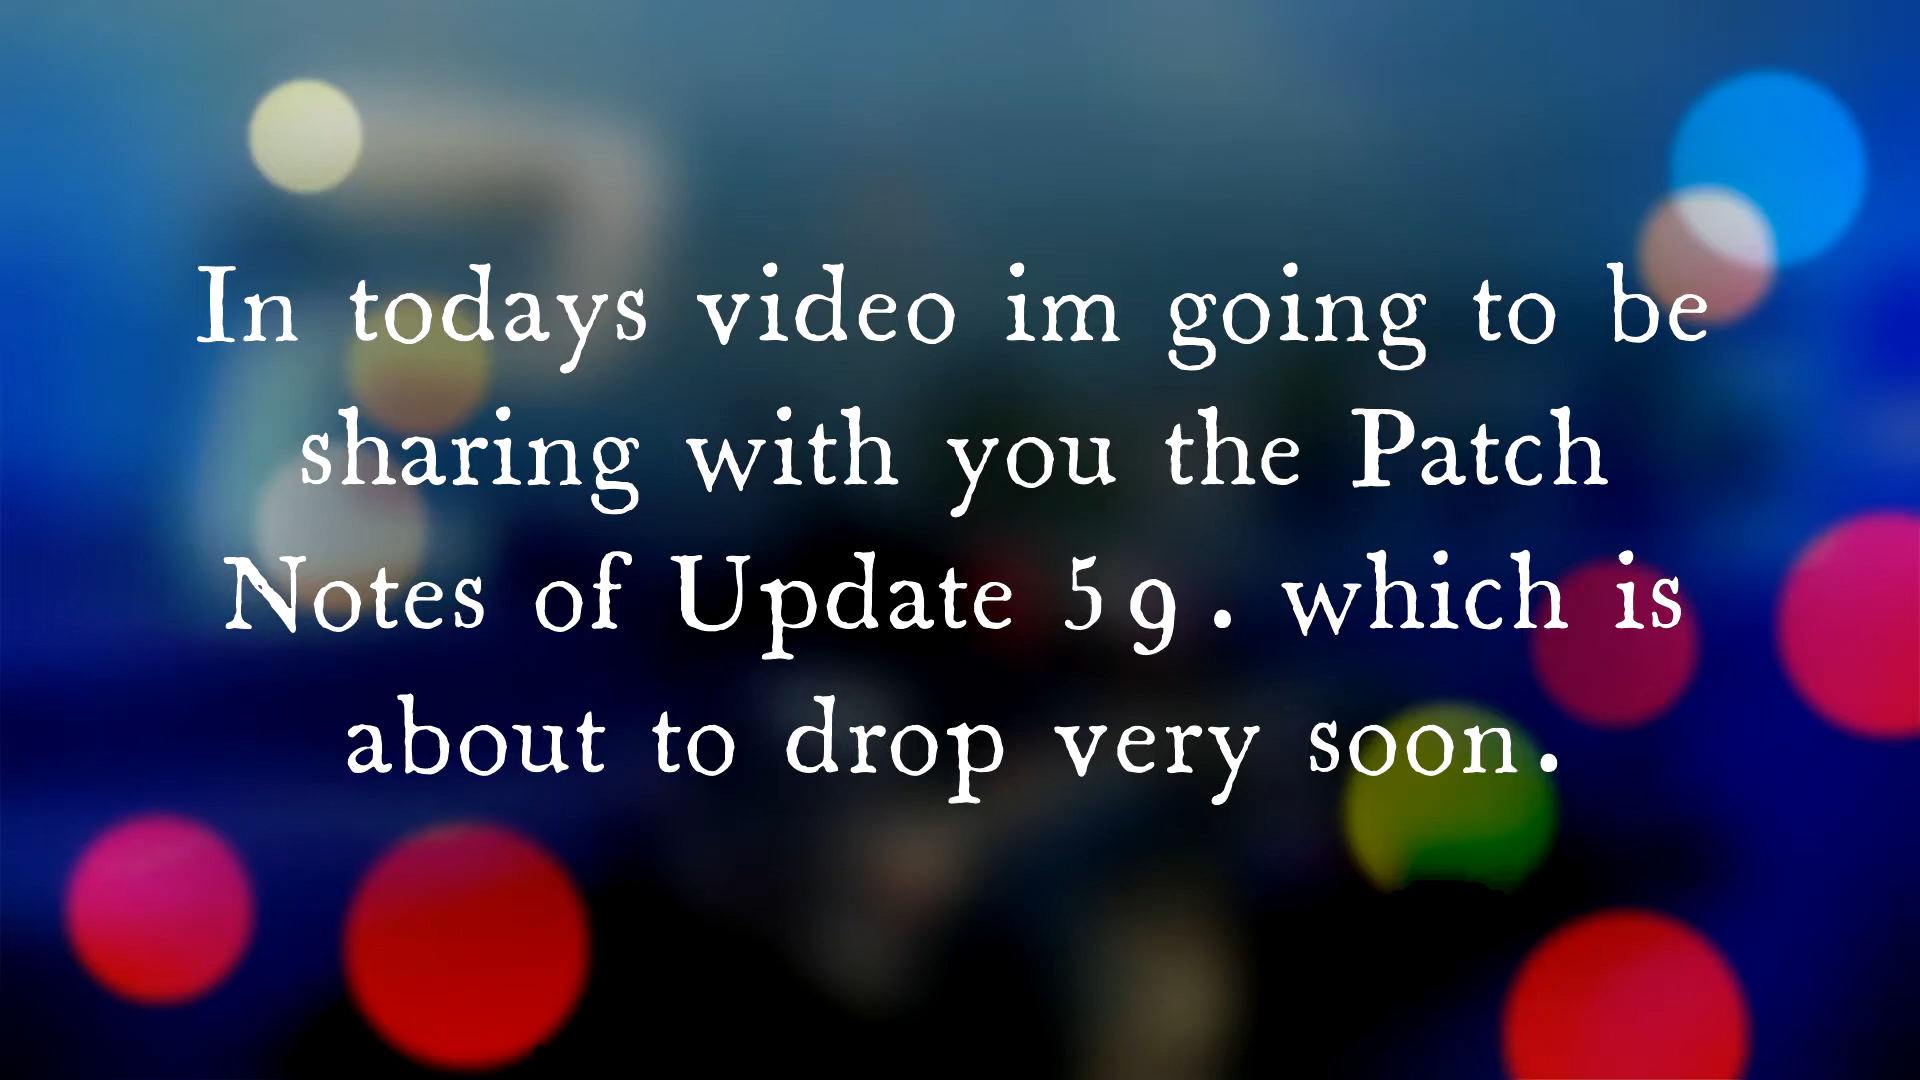 In todays video im going to be
sharing with you the Patch
Notes of Update 59. which is
about to drop very soon.